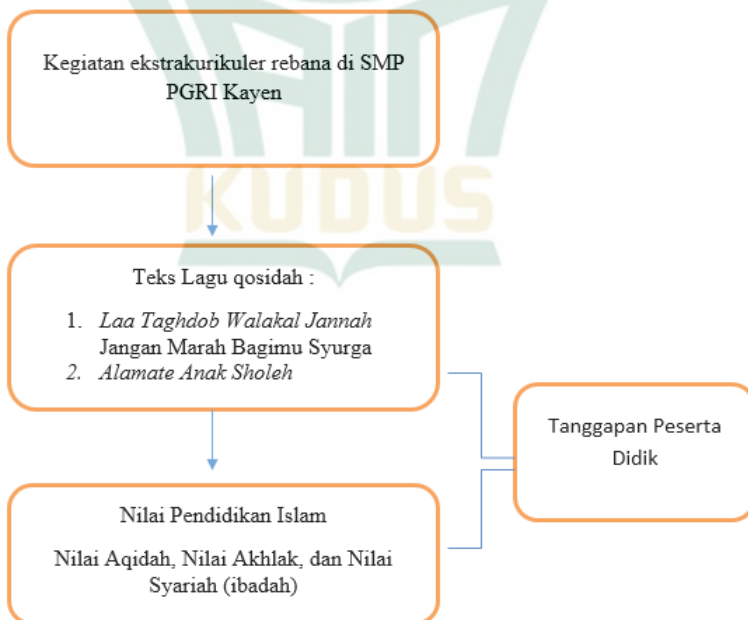 Kegiatan ekstrakurikuler rebana di SMP
PGRI Kayen
KUDUS
Teks Lagu qosidah :
1. Laa Taghdob Walakal Jannah
Jangan Marah Bagimu Syurga
2. Alamate Anak Sholeh
Tanggapan Peserta
Didik
Nilai Pendidikan Islam
Nilai Aqidah, Nilai Akhlak, dan Nilai
Syariah (ibadah)